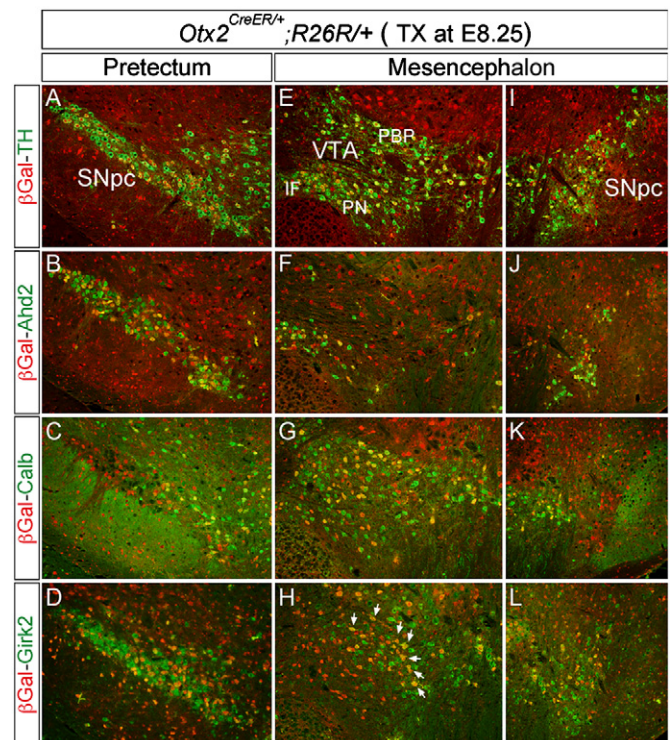 Otx2CreER/+;R26R/+ ( TX at E8.25)
Pretectum
Mesencephalon
βGal-TH
A
SNpc
E
PBP
VTA
IF
PN
I
SNpc
βGal-Ahd2
B
F
J
βGal-Calb
C
G
K
βGal-Girk2
D
H
L